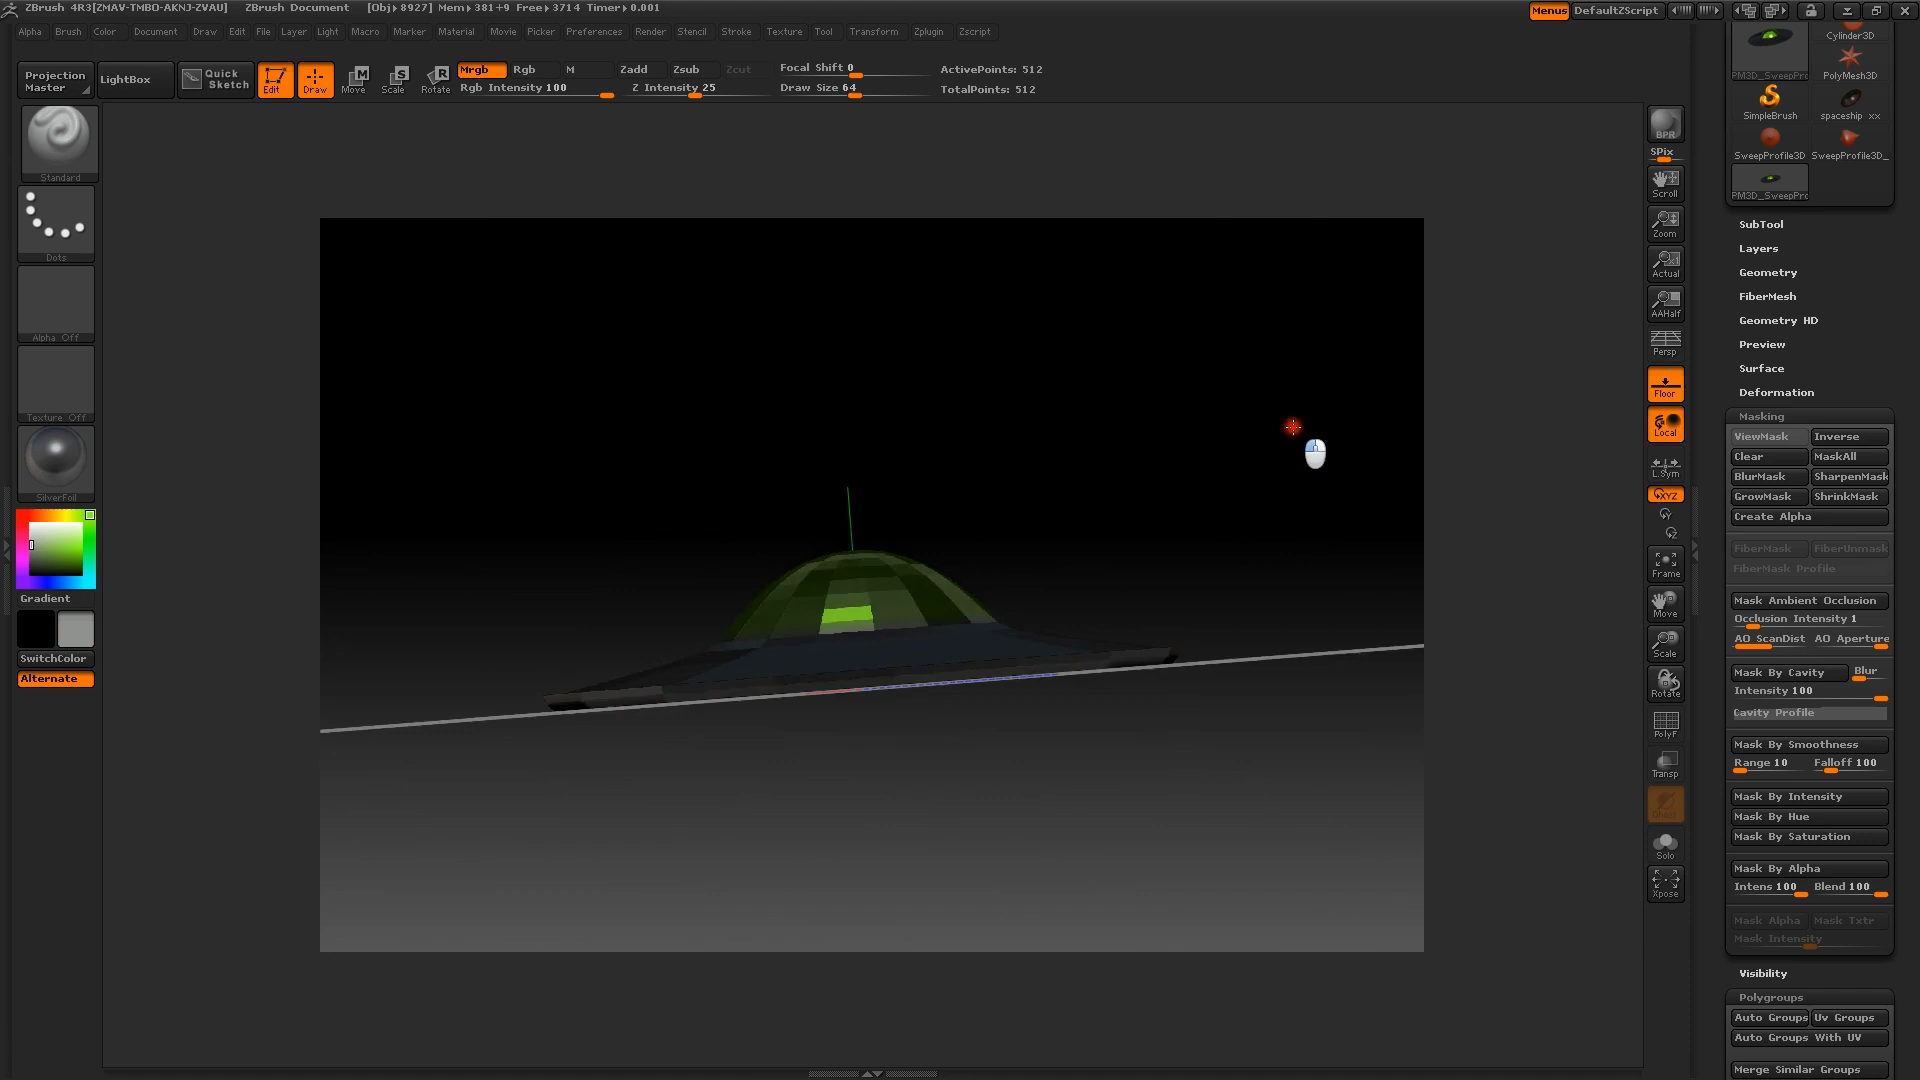 ZBrush 4R3[ZMAV-TMBO-AKNJ-ZVAU] ZBrush Document [Obj▸8927] Mem▸381+9 Free▸3714 Timer▸0.001
Menus DefaultZScript
Alpha Brush Color Document Draw Edit File Layer Light Macro Marker Material Movie Picker Preferences Render Stencil Stroke Texture Tool Transform Zplugin Zscript
Projection Master
LightBox
Quick Sketch
Edit
Draw
Move
Scale
Rotate
Mrgb Rgb M
Rgb Intensity 100
Zadd Zsub Zcut
Z Intensity 25
Focal Shift 0
Draw Size 64
ActivePoints: 512
TotalPoints: 512
Standard
Dots
Alpha Off
Texture Off
SilverFoil
Gradient
SwitchColor
Alternate
BPR
SPix
Scroll
Zoom
Actual
AAHalf
Persp
Floor
Local
L.Sym
XYZ
Y
Z
Frame
Move
Scale
Rotate
PolyF
Transp
Solo
Xpose
Cylinder3D
PM3D_SweepPro PolyMesh3D
SimpleBrush spaceship xx
SweepProfile3D SweepProfile3D_
PM3D_SweepPro
SubTool
Layers
Geometry
FiberMesh
Geometry HD
Preview
Surface
Deformation
Masking
ViewMask Inverse
Clear MaskAll
BlurMask SharpenMask
GrowMask ShrinkMask
Create Alpha
FiberMask FiberUnmask
FiberMask Profile
Mask Ambient Occlusion
Occlusion Intensity 1
AO ScanDist AO Aperture
Mask By Cavity Blur
Intensity 100
Cavity Profile
Mask By Smoothness
Range 10 Falloff 100
Mask By Intensity
Mask By Hue
Mask By Saturation
Mask By Alpha
Intens 100 Blend 100
Mask Alpha Mask Txtr
Mask Intensity
Visibility
Polygroups
Auto Groups Uv Groups
Auto Groups With UV
Merge Similar Groups